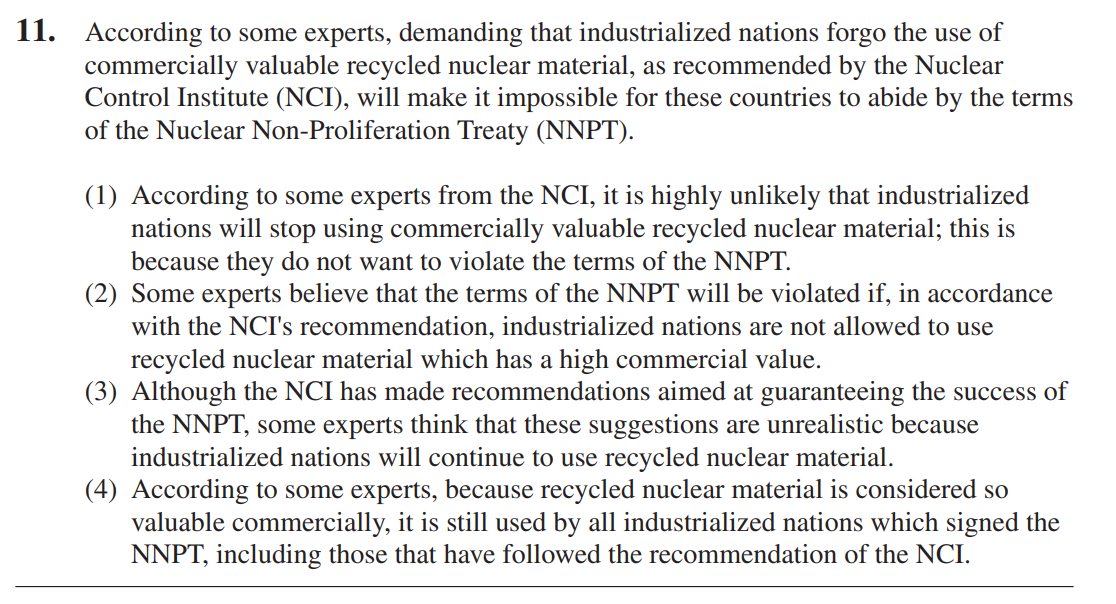 11. According to some experts, demanding that industrialized nations forgo the use of
commercially valuable recycled nuclear material, as recommended by the Nuclear
Control Institute (NCI), will make it impossible for these countries to abide by the terms
of the Nuclear Non-Proliferation Treaty (NNPT).
(1) According to some experts from the NCI, it is highly unlikely that industrialized
nations will stop using commercially valuable recycled nuclear material; this is
because they do not want to violate the terms of the NNPT.
(2) Some experts believe that the terms of the NNPT will be violated if, in accordance
with the NCI's recommendation, industrialized nations are not allowed to use
recycled nuclear material which has a high commercial value.
(3) Although the NCI has made recommendations aimed at guaranteeing the success of
the NNPT, some experts think that these suggestions are unrealistic because
industrialized nations will continue to use recycled nuclear material.
(4) According to some experts, because recycled nuclear material is considered so
valuable commercially, it is still used by all industrialized nations which signed the
NNPT, including those that have followed the recommendation of the NCI.